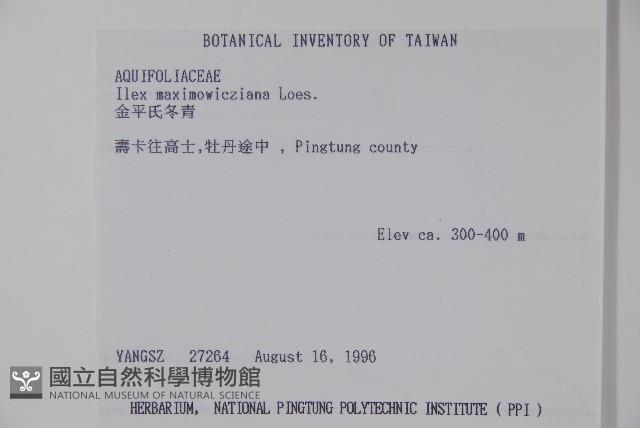 BOTANICAL INVENTORY OF TAIWAN
AQUIFOLIACEAE
Ilex maximowicziana Loes.
金平氏冬青
壽卡往高士,牡丹途中 , Pingtung county
Elev ca. 300-400 m
YANGSZ 27264 August 16, 1996
國立自然科學博物館
NATIONAL MUSEUM OF NATURAL SCIENCE
HERBARIUM, NATIONAL PINGTUNG POLYTECHNIC INSTITUTE ( PPI )